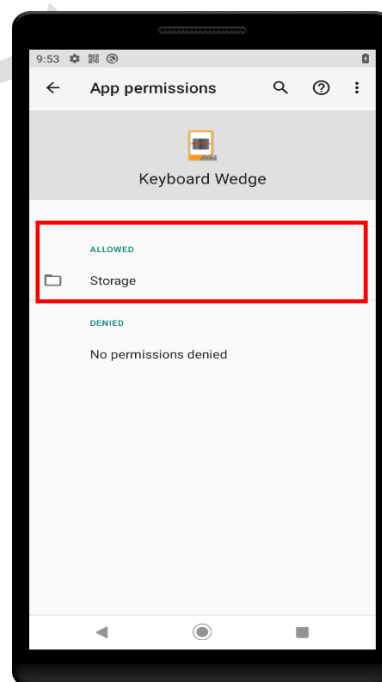 9:53
App permissions
Keyboard Wedge
ALLOWED
Storage
DENIED
No permissions denied